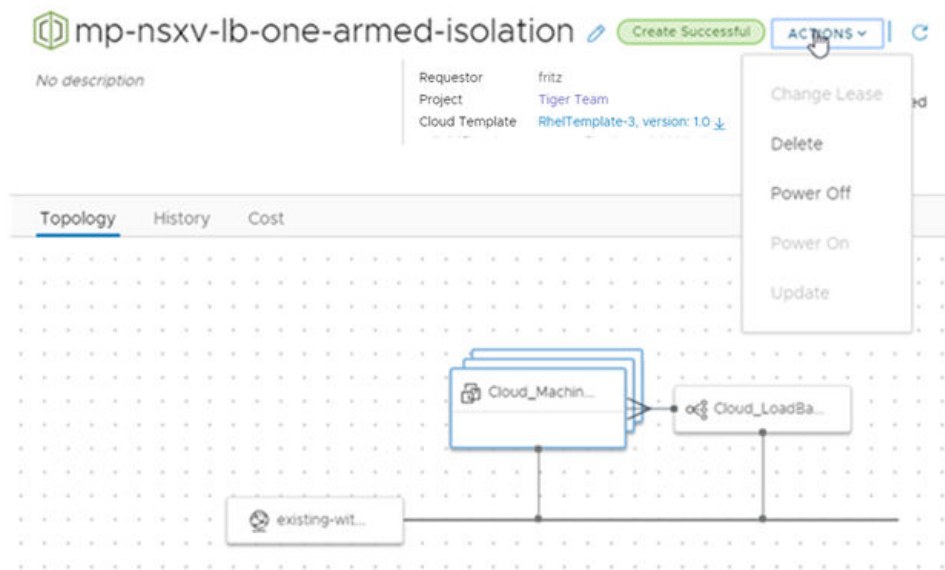 mp-nsxv-lb-one-armed-isolation Create Successful ACTIONS
No description
Requestor fritz
Project Tiger Team
Cloud Template RhelTemplate-3, version: 1.0
Change Lease
Delete
Power Off
Power On
Update
Topology History Cost
Cloud_Machin...
Cloud_LoadBa...
existing-wit...